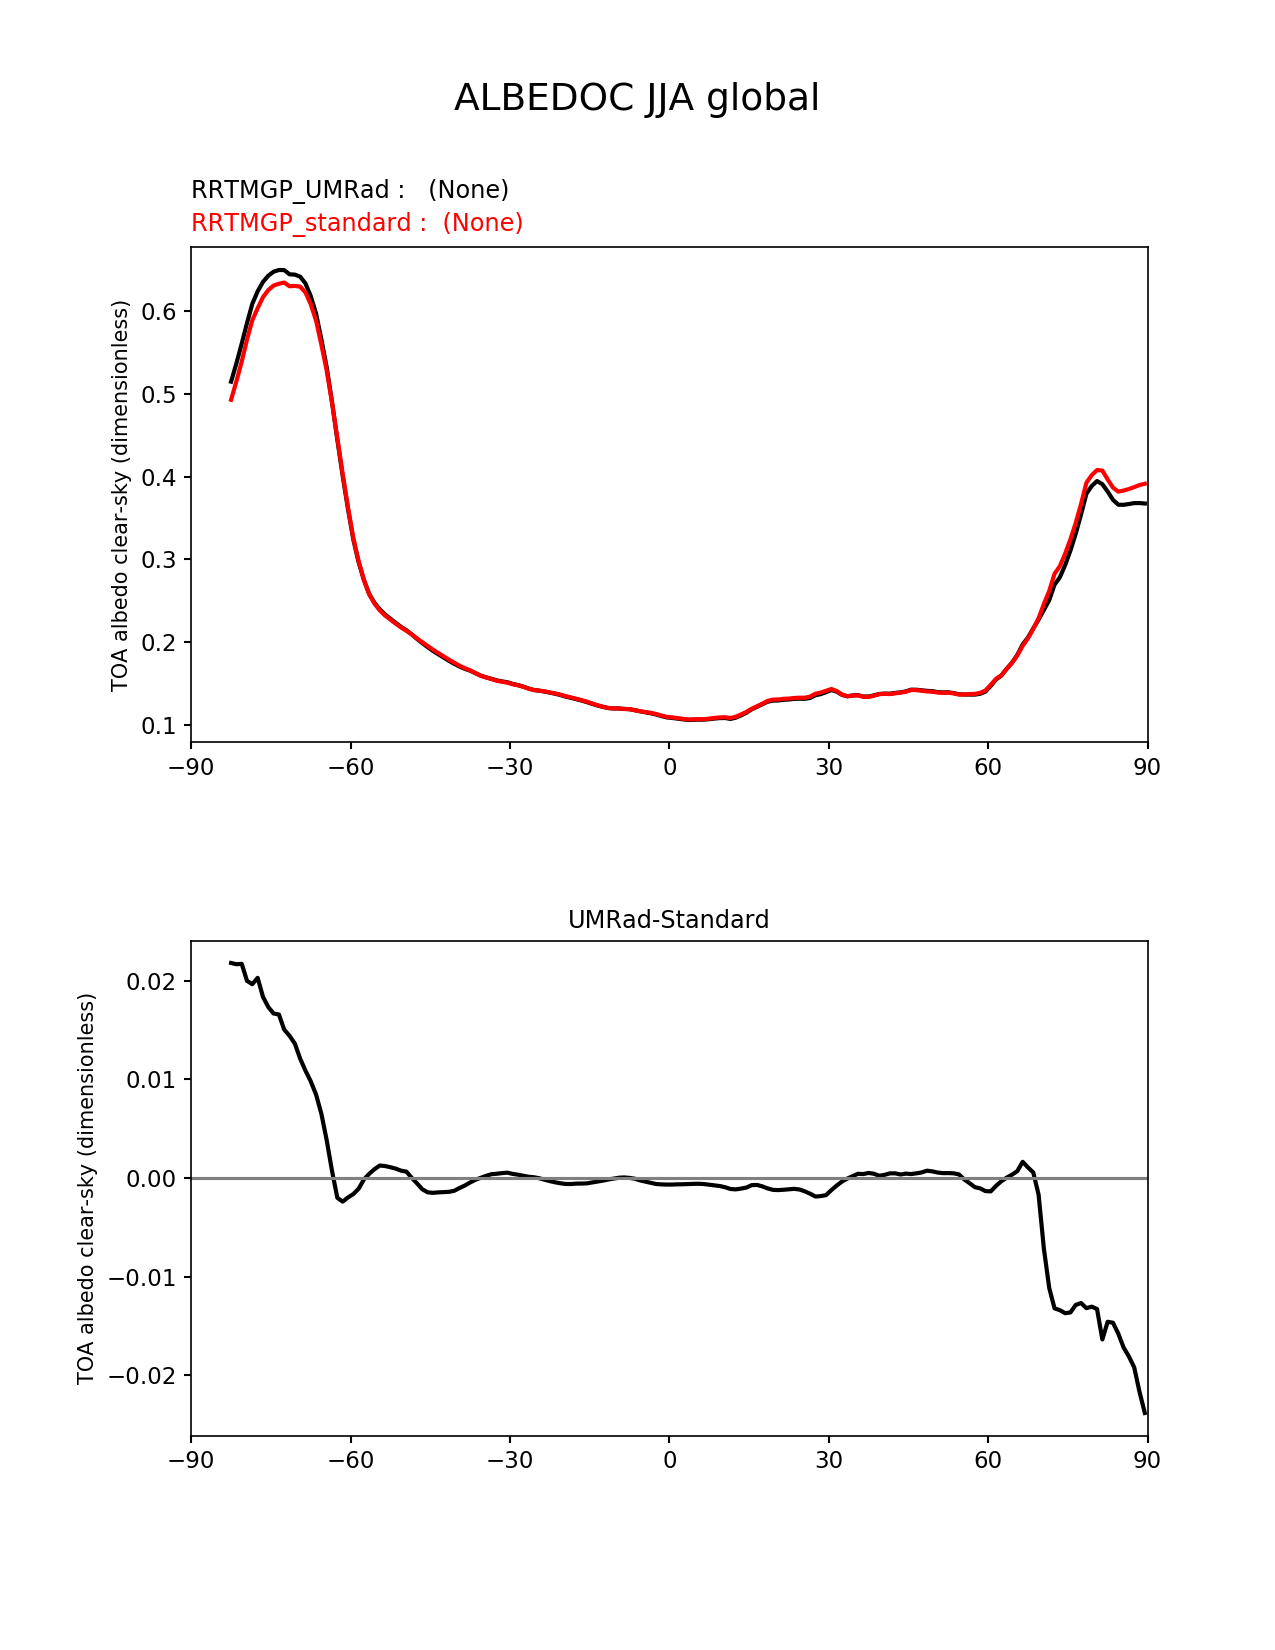 ALBEDOC JJA global
RRTMGP_UMRad :   (None)
RRTMGP_standard :  (None)
TOA albedo clear-sky (dimensionless)
0.6
0.5
0.4
0.3
0.2
0.1
−90 −60 −30 0 30 60 90
UMRad-Standard
TOA albedo clear-sky (dimensionless)
0.02
0.01
0.00
−0.01
−0.02
−90 −60 −30 0 30 60 90